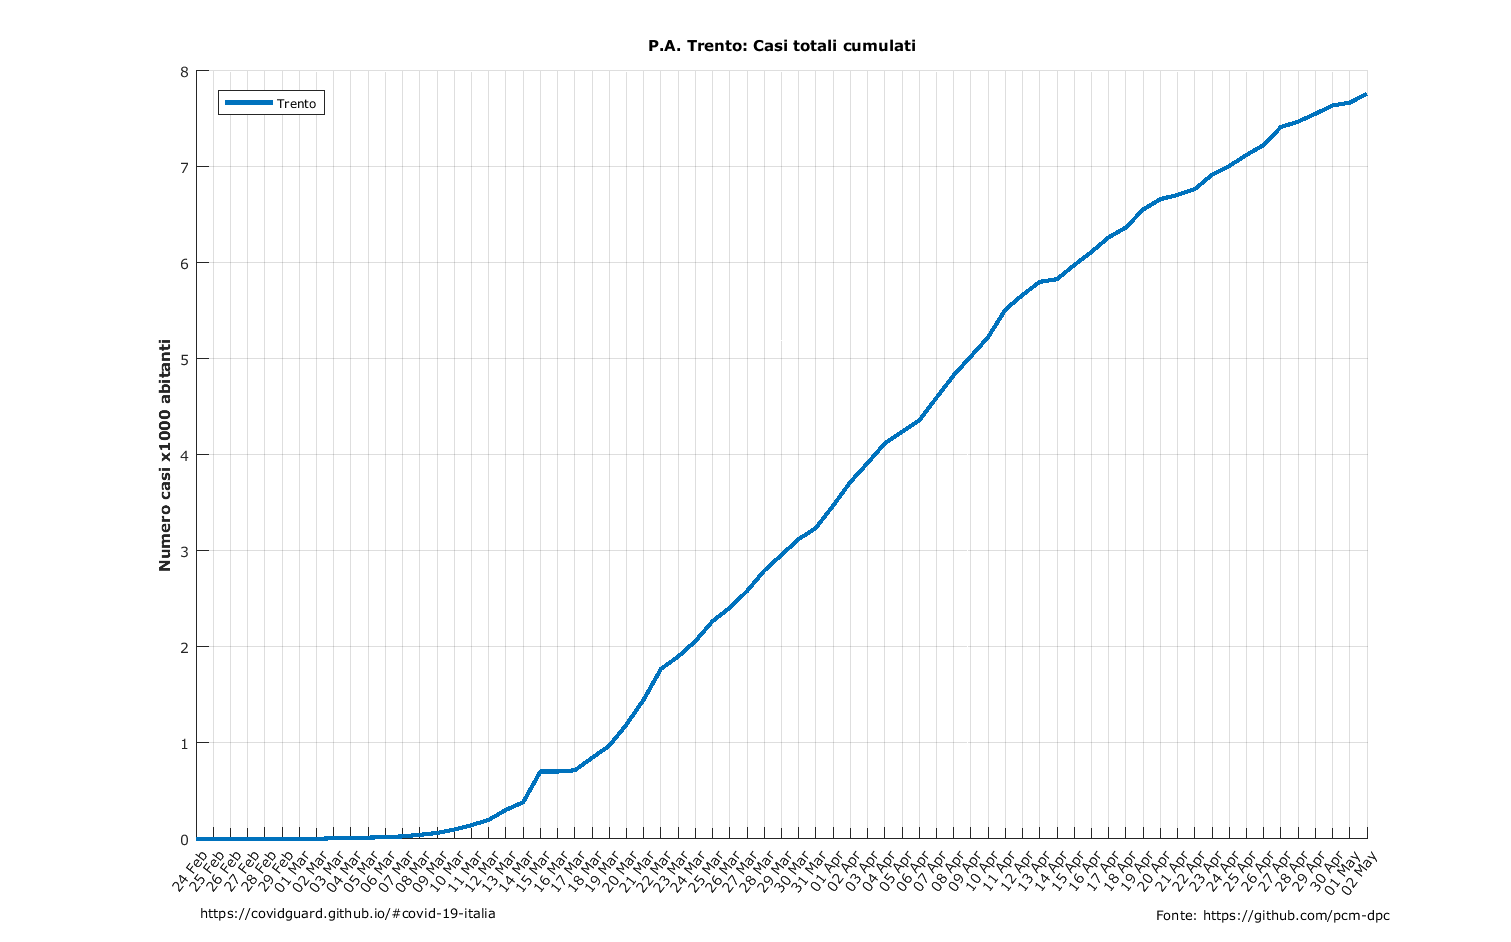 P.A. Trento: Casi totali cumulati
Trento
Numero casi x1000 abitanti
8
7
6
5
4
3
2
1
0
24 Feb
25 Feb
26 Feb
27 Feb
28 Feb
29 Feb
01 Mar
02 Mar
03 Mar
04 Mar
05 Mar
06 Mar
07 Mar
08 Mar
09 Mar
10 Mar
11 Mar
12 Mar
13 Mar
14 Mar
15 Mar
16 Mar
17 Mar
18 Mar
19 Mar
20 Mar
21 Mar
22 Mar
23 Mar
24 Mar
25 Mar
26 Mar
27 Mar
28 Mar
29 Mar
30 Mar
31 Mar
01 Apr
02 Apr
03 Apr
04 Apr
05 Apr
06 Apr
07 Apr
08 Apr
09 Apr
10 Apr
11 Apr
12 Apr
13 Apr
14 Apr
15 Apr
16 Apr
17 Apr
18 Apr
19 Apr
20 Apr
21 Apr
22 Apr
23 Apr
24 Apr
25 Apr
26 Apr
27 Apr
28 Apr
29 Apr
30 Apr
01 May
02 May
https://covidguard.github.io/#covid-19-italia
Fonte: https://github.com/pcm-dpc